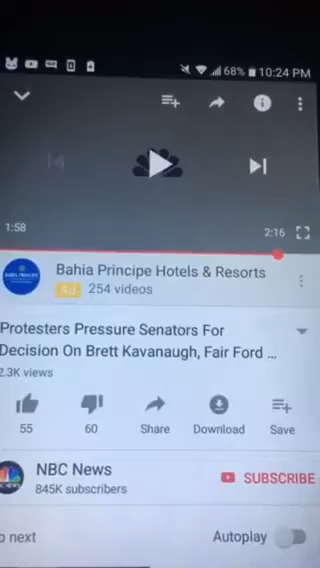 68% 10:24 PM
1:58
2:16
Bahia Principe Hotels & Resorts
Ad 254 videos
Protesters Pressure Senators For
Decision On Brett Kavanaugh, Fair Ford ...
2.3K views
55
60
Share
Download
Save
NBC News
845K subscribers
SUBSCRIBE
p next
Autoplay